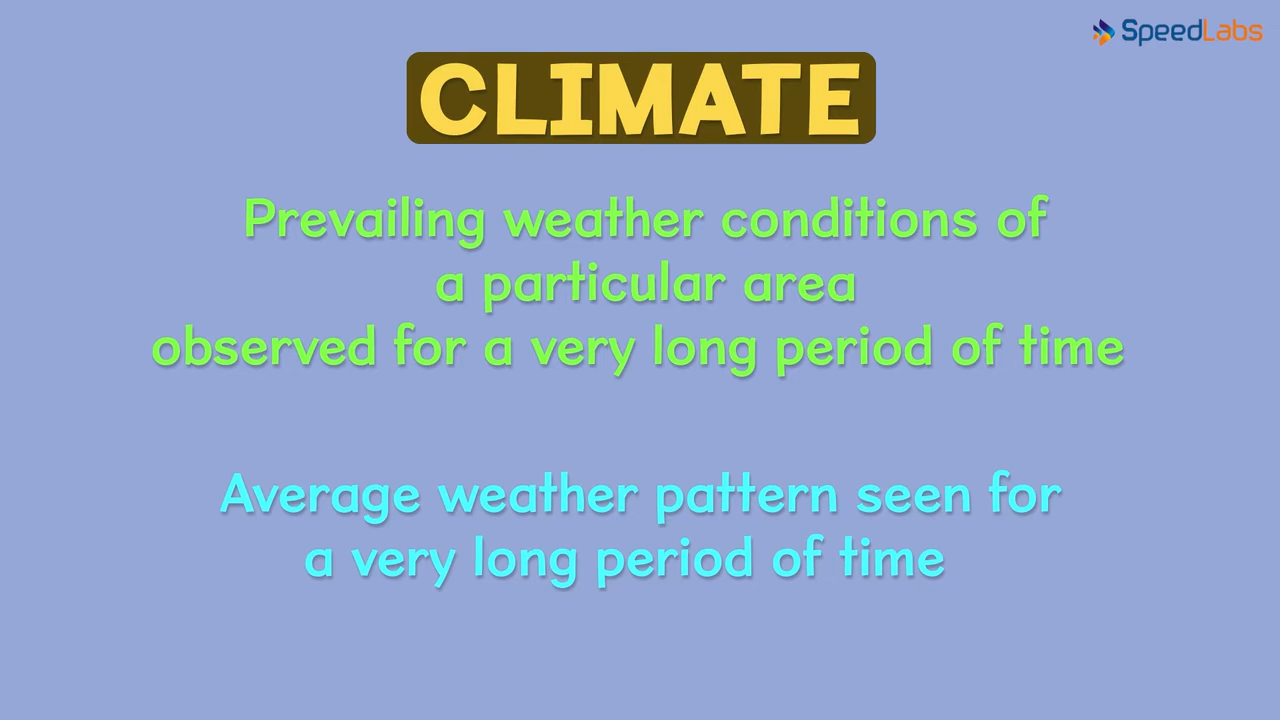 SpeedLabs
CLIMATE
Prevailing weather conditions of
a particular area
observed for a very long period of time
Average weather pattern seen for
a very long period of time